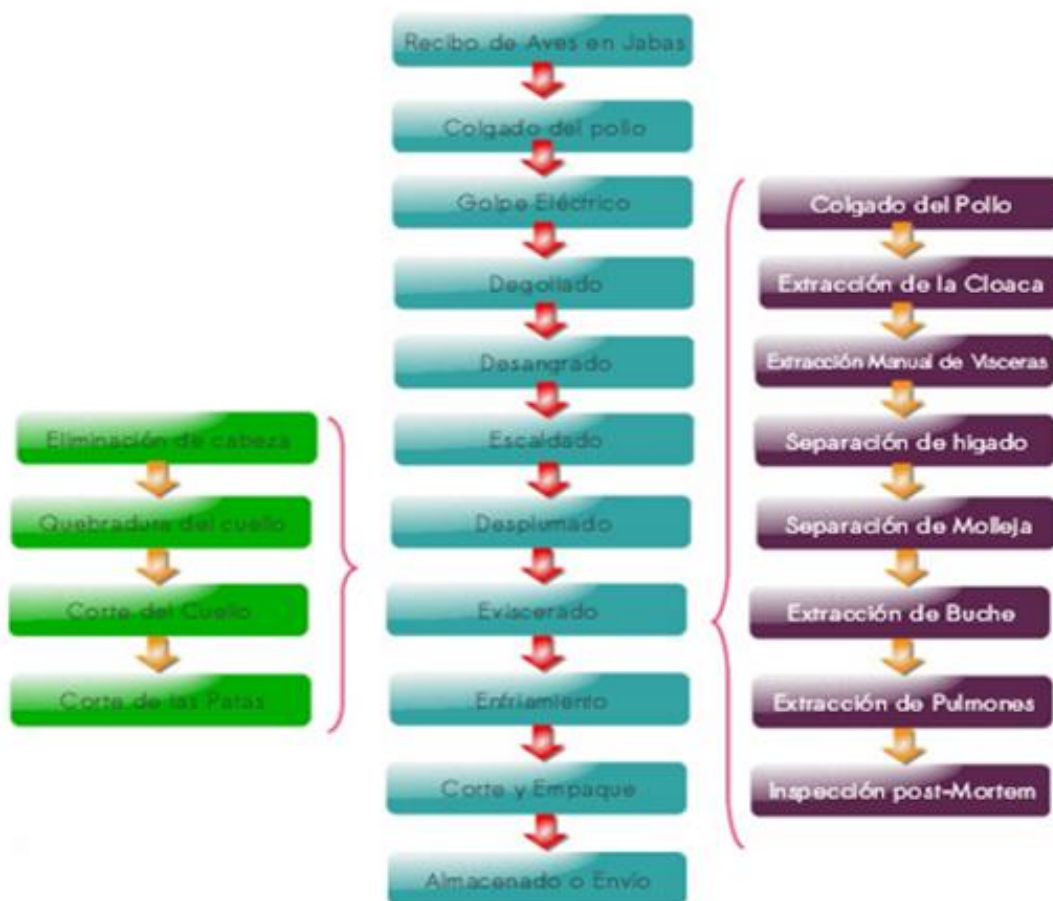 Recibo de Aves en Jabas
Colgado del pollo
Golpe Eléctrico
Degollado
Desangrado
Escaldado
Desplumado
Eviscerado
Enfriamiento
Corte y Empaque
Almacenado o Envío
Eliminación de cabeza
Quebradura del cuello
Corte del Cuello
Corte de las Patas
Colgado del Pollo
Extracción de la Cloaca
Extracción Manual de Visceras
Separación de higado
Separación de Molleja
Extracción de Buche
Extracción de Pulmones
Inspección post-Mortem